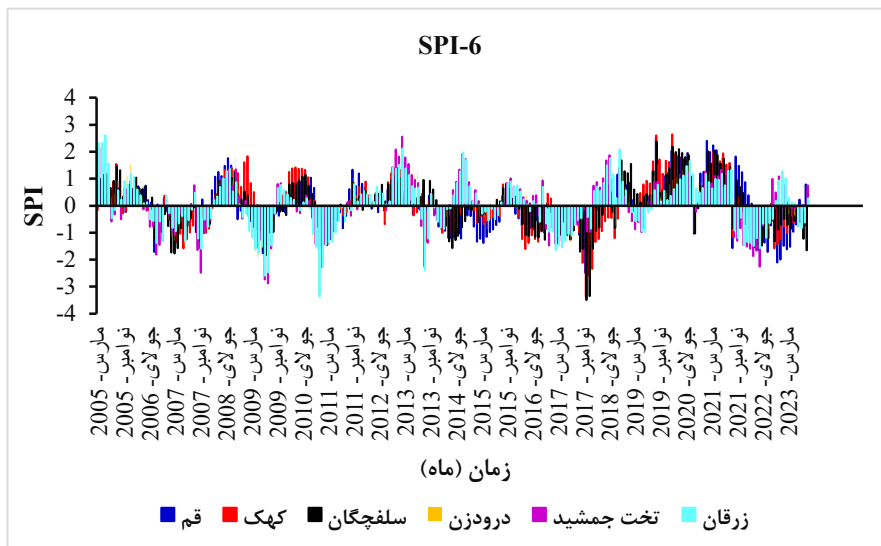 SPI-6
SPI
4
3
2
1
0
-1
-2
-3
-4
مارس- 2005
نوامبر- 2005
جولای- 2006
مارس- 2007
نوامبر- 2007
جولای- 2008
مارس- 2009
نوامبر- 2009
جولای- 2010
مارس- 2011
نوامبر- 2011
جولای- 2012
مارس- 2013
نوامبر- 2013
جولای- 2014
مارس- 2015
نوامبر- 2015
جولای- 2016
مارس- 2017
نوامبر- 2017
جولای- 2018
مارس- 2019
نوامبر- 2019
جولای- 2020
مارس- 2021
نوامبر- 2021
جولای- 2022
مارس- 2023
زمان (ماه)
قم کهک سلفچگان درودزن تخت جمشید زرقان